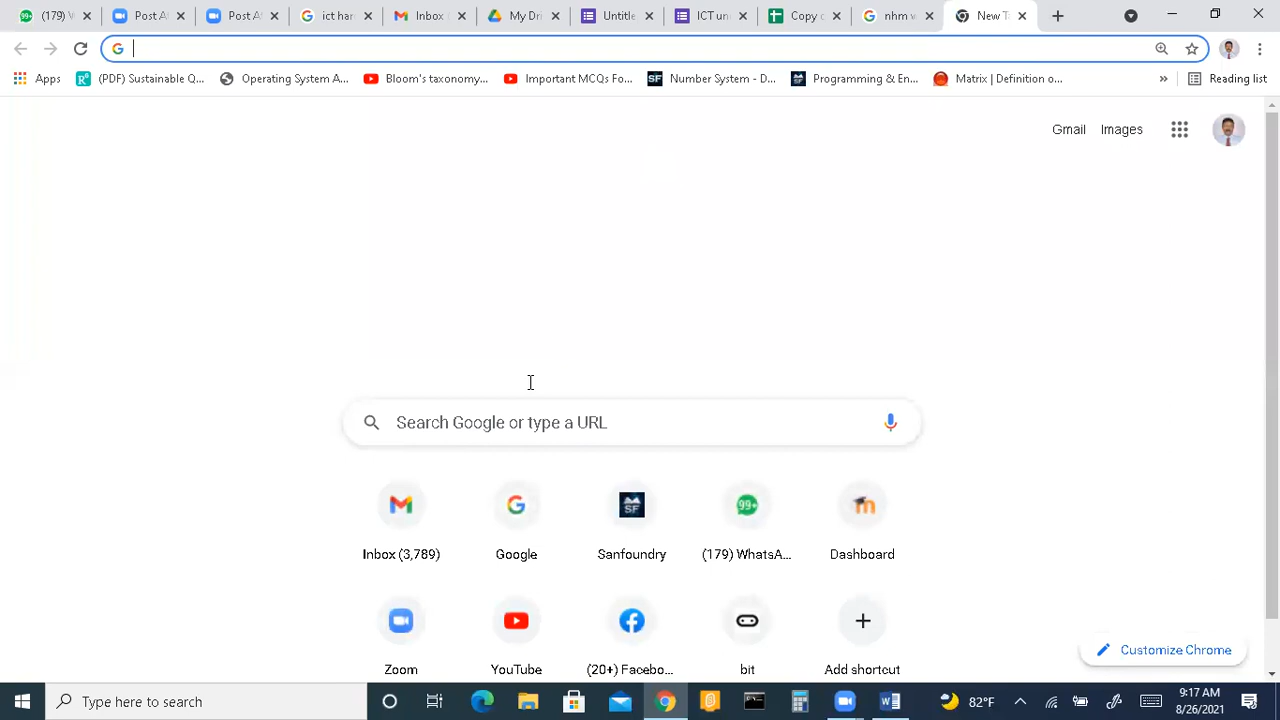 (179)
Post A
Post A
ict har
Inbox
My Dri
Untitle
ICT un
Copy
nhm w
New T
Apps
(PDF) Sustainable Q...
Operating System A...
Bloom's taxonomy...
Important MCQs Fo...
Number System - D...
Programming & En...
Matrix | Definition o...
»
Reading list
Gmail
Images
Search Google or type a URL
Inbox (3,789)
Google
Sanfoundry
(179) WhatsA...
Dashboard
Zoom
YouTube
(20+) Facebo...
bit
Add shortcut
Customize Chrome
Type here to search
82°F
9:17 AM
8/26/2021